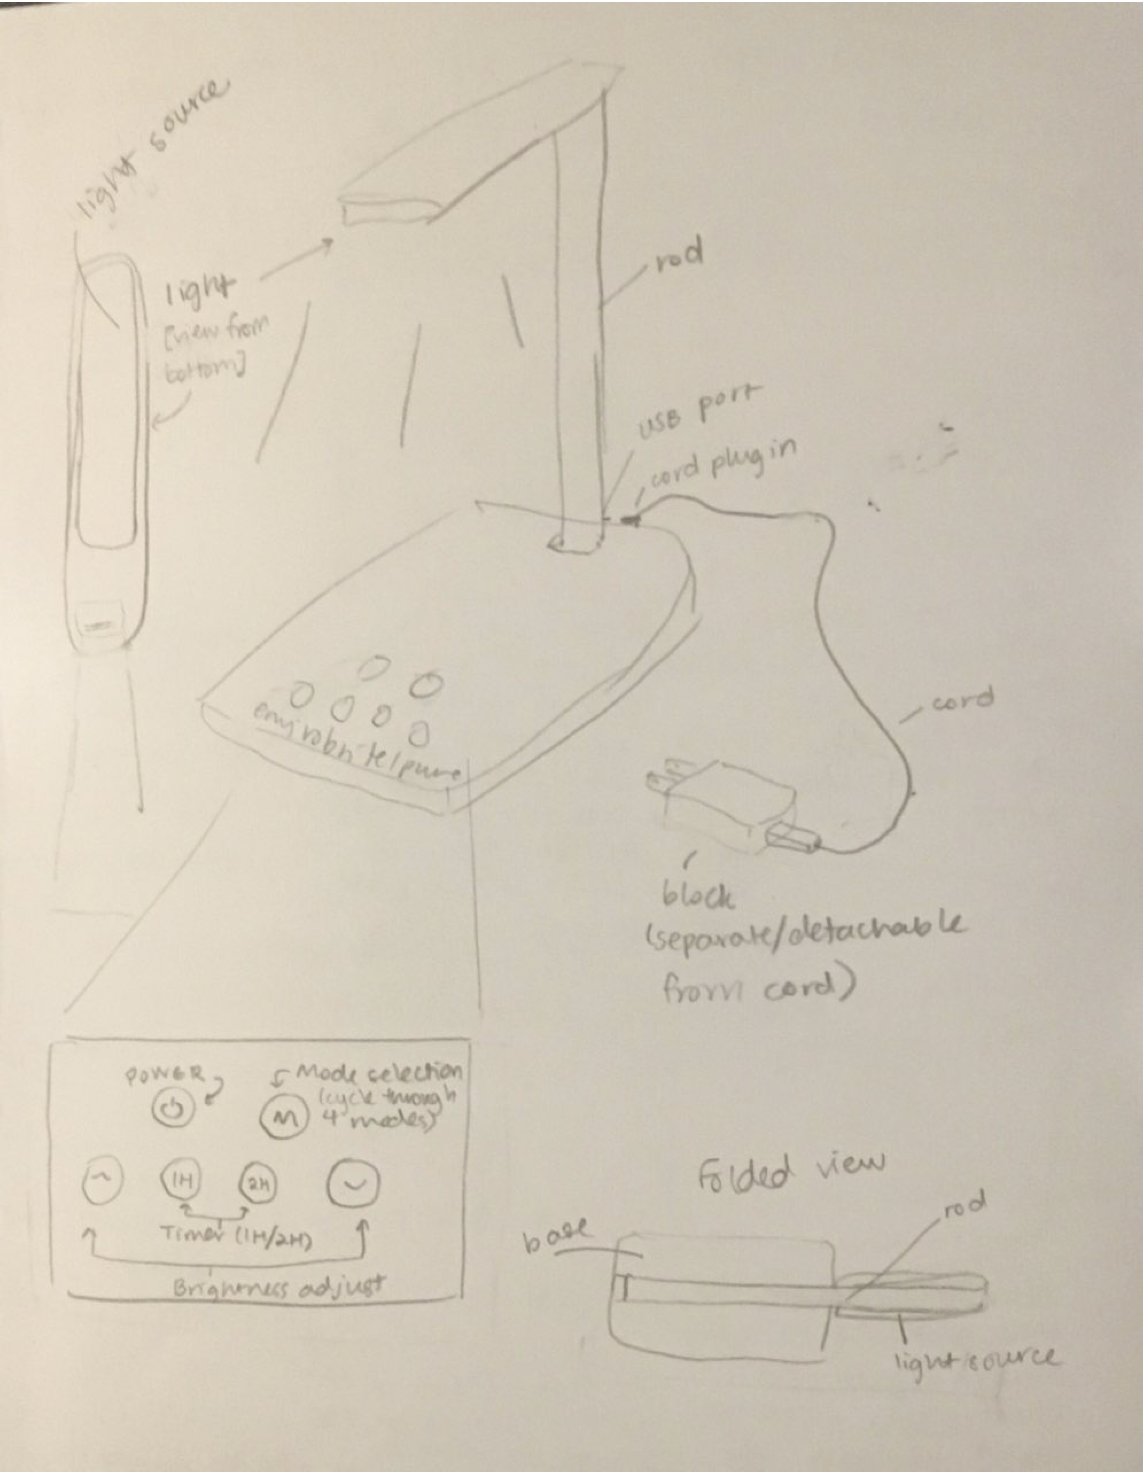 light source
light
[view from
bottom]
rod
USB port
cord plug in
cord
envirobrite/pure
block
(separate/detachable
from cord)
POWER
Mode selection
(cycle through
4 modes)
M
1H
2H
Timer (1H/2H)
Brightness adjust
Folded view
base
rod
light source